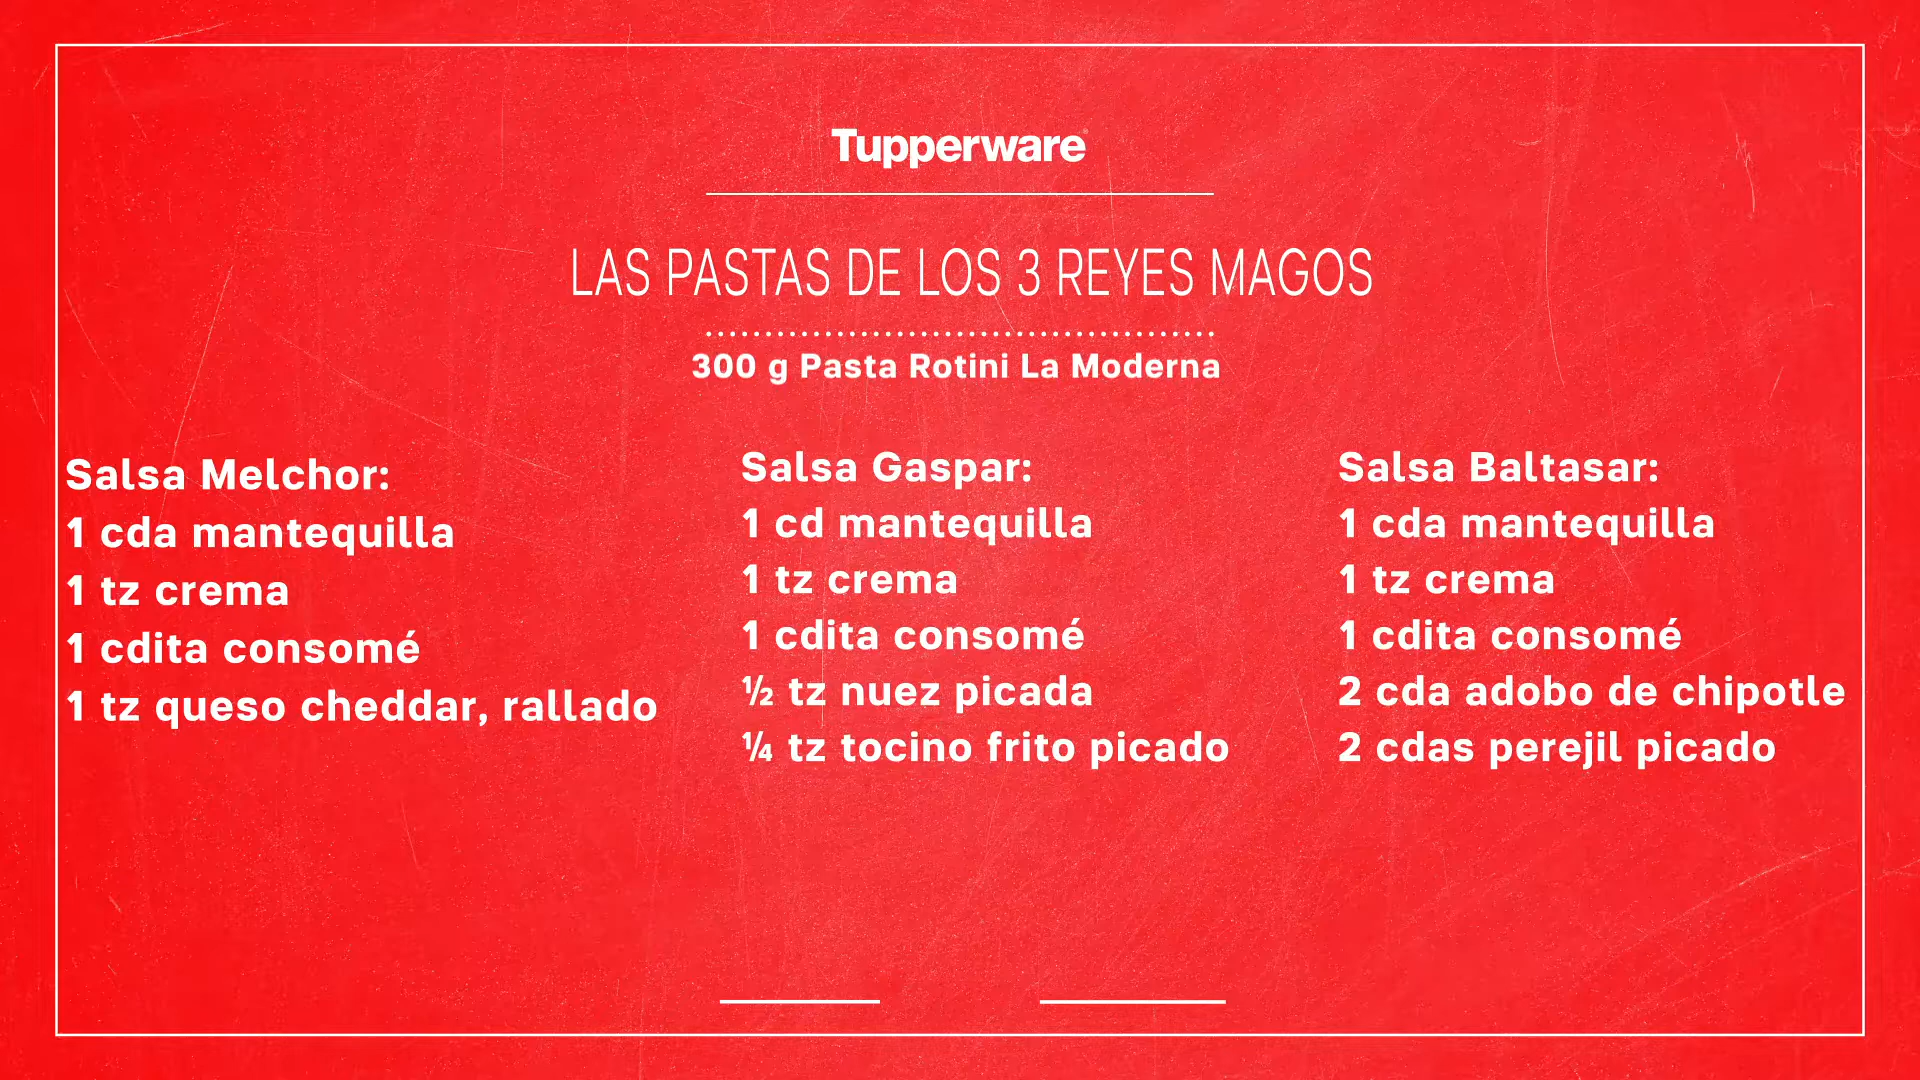 Tupperware
LAS PASTAS DE LOS 3 REYES MAGOS
300 g Pasta Rotini La Moderna
Salsa Melchor:
1 cda mantequilla
1 tz crema
1 cdita consomé
1 tz queso cheddar, rallado
Salsa Gaspar:
1 cd mantequilla
1 tz crema
1 cdita consomé
½ tz nuez picada
¼ tz tocino frito picado
Salsa Baltasar:
1 cda mantequilla
1 tz crema
1 cdita consomé
2 cda adobo de chipotle
2 cdas perejil picado